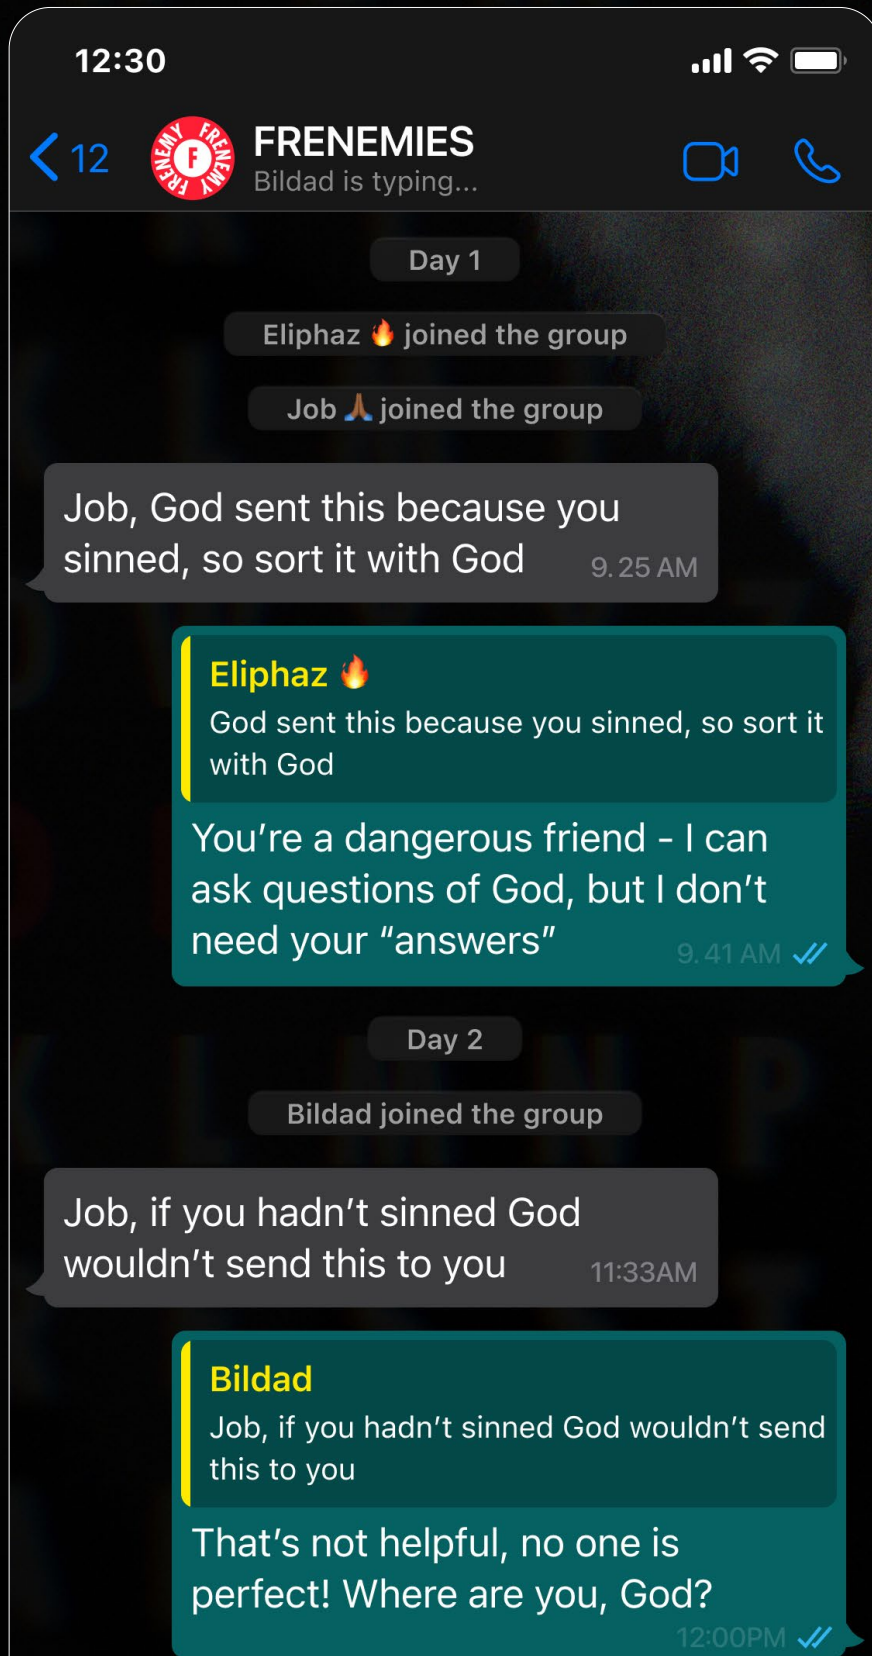 12:30
12
FRENEMY FRENEMY FRENEMY
F
FRENEMIES
Bildad is typing...
Day 1
Eliphaz 🔥 joined the group
Job 🙏🏾 joined the group
Job, God sent this because you
sinned, so sort it with God
9.25 AM
Eliphaz 🔥
God sent this because you sinned, so sort it
with God
You’re a dangerous friend - I can
ask questions of God, but I don’t
need your “answers”
9.41 AM
Day 2
Bildad joined the group
Job, if you hadn’t sinned God
wouldn’t send this to you
11:33AM
Bildad
Job, if you hadn’t sinned God wouldn’t send
this to you
That’s not helpful, no one is
perfect! Where are you, God?
12:00PM